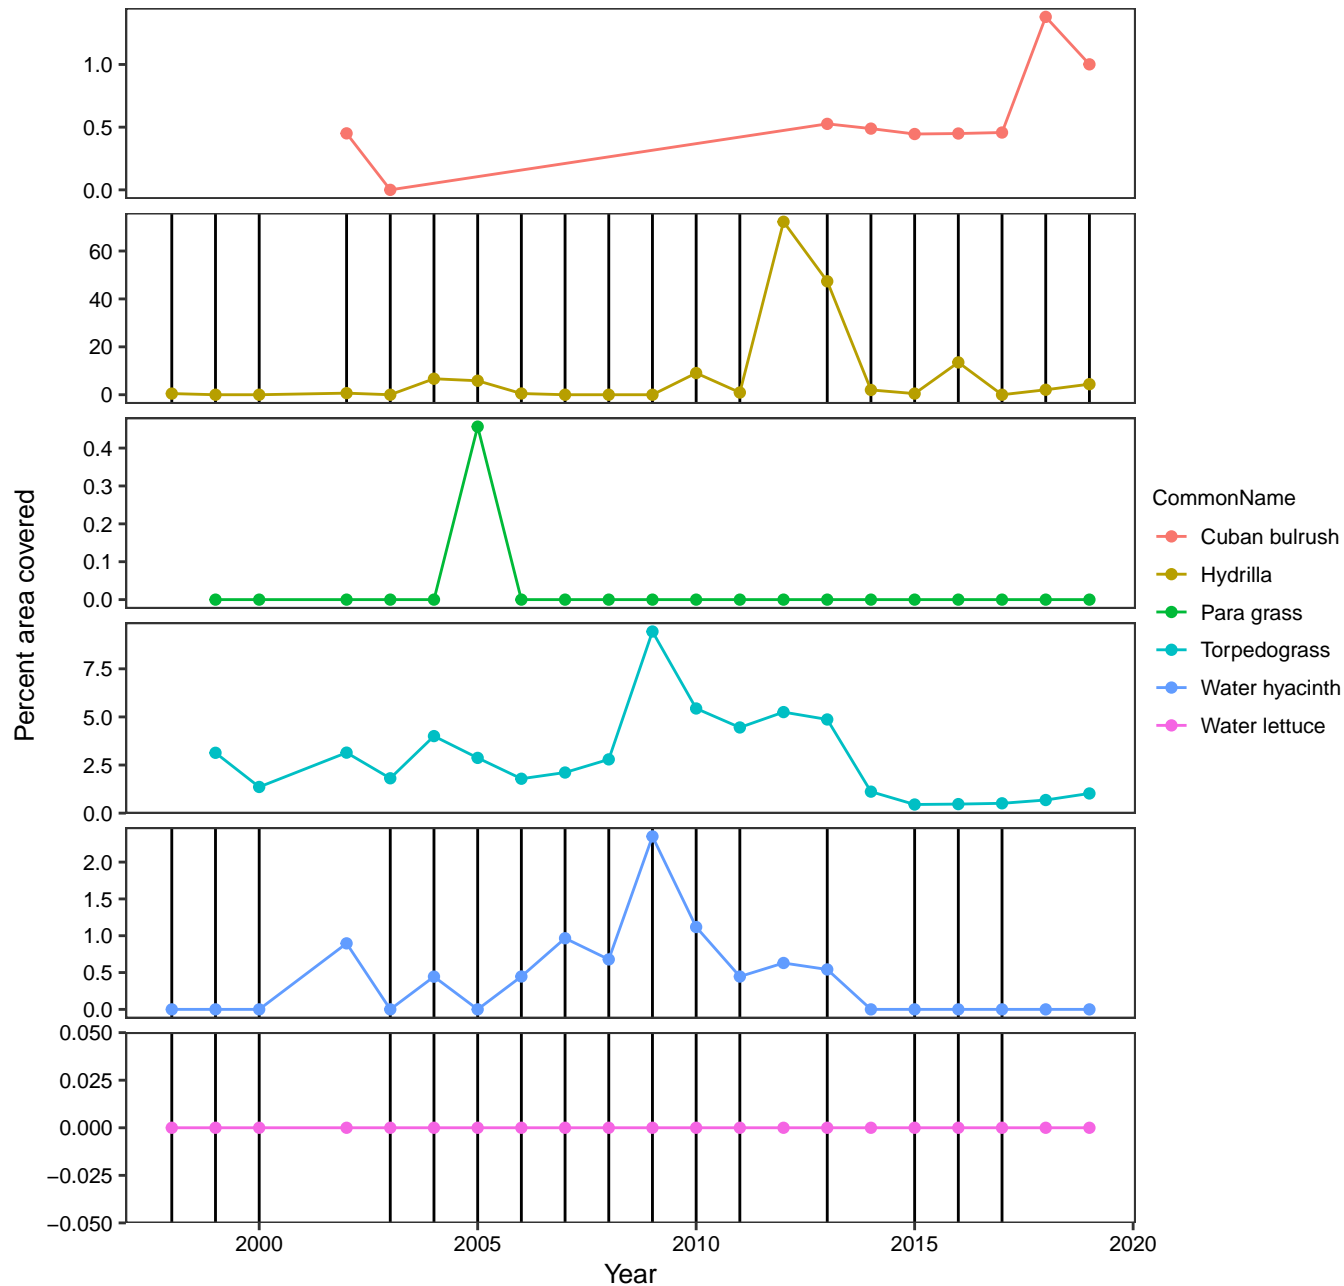 1.0
0.5
0.0
60
40
20
0
0.4
0.3
0.2
0.1
0.0
7.5
5.0
2.5
0.0
2.0
1.5
1.0
0.5
0.0
0.050
0.025
0.000
−0.025
−0.050
Percent area covered
2000 2005 2010 2015 2020
Year
CommonName
Cuban bulrush
Hydrilla
Para grass
Torpedograss
Water hyacinth
Water lettuce